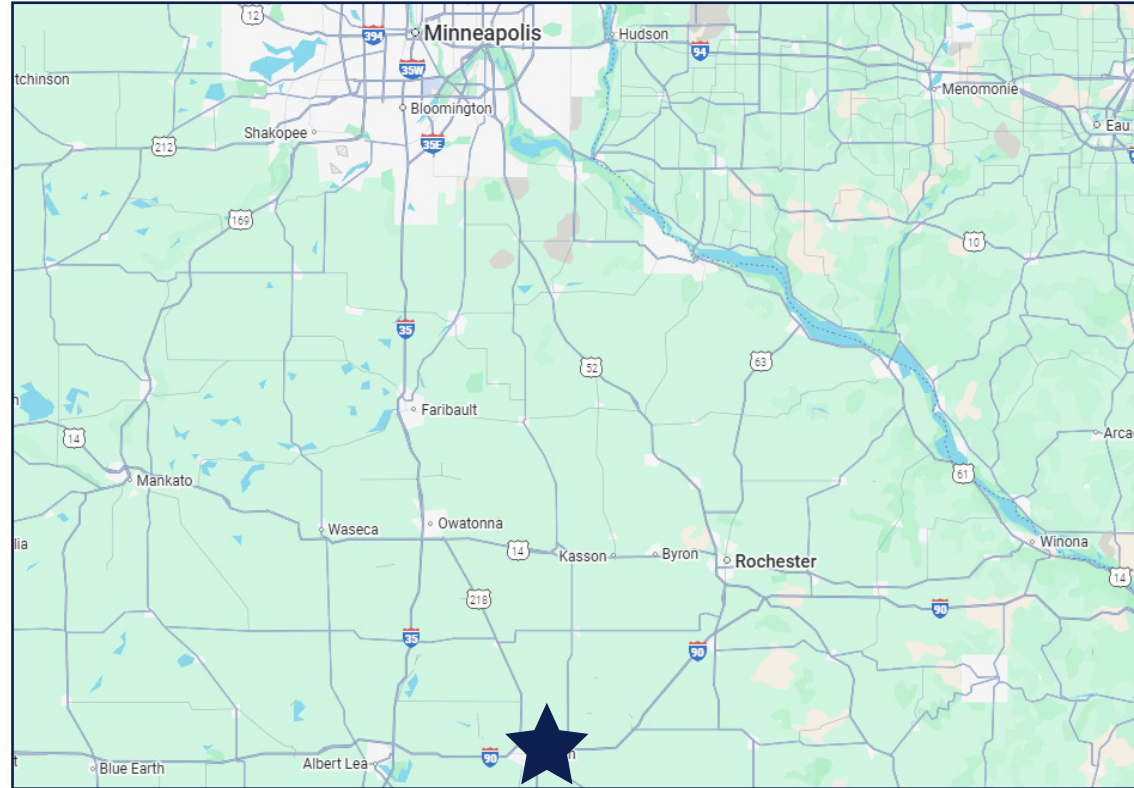 12
394
Minneapolis
Hudson
94
35W
tchinson
Menomonie
Bloomington
Eau
Shakopee
35E
212
169
10
35
52
63
Faribault
14
Arca
61
Mankato
Waseca
Owatonna
14
Kasson
Byron
Rochester
Winona
lia
14
218
90
35
90
90
Albert Lea
Blue Earth